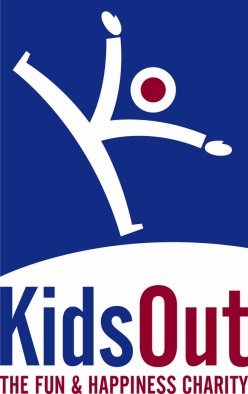 KidsOut
THE FUN & HAPPINESS CHARITY